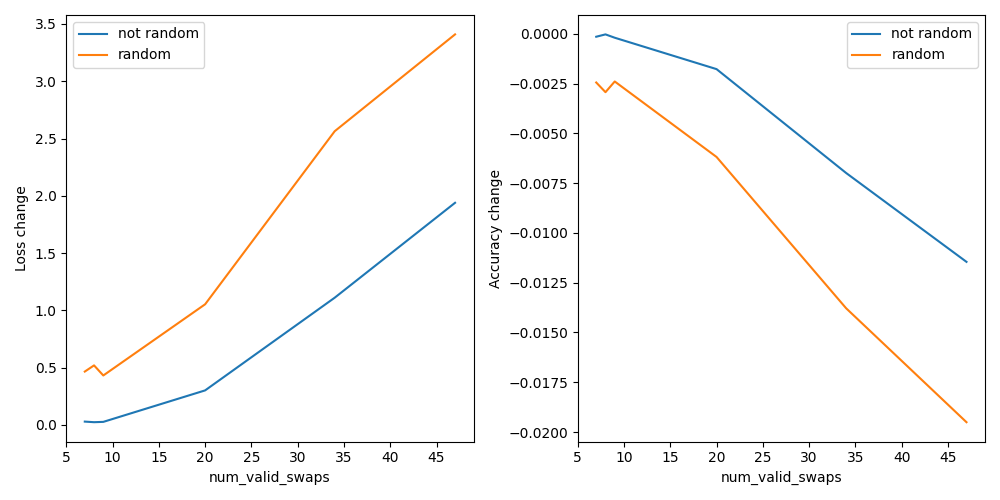 not random
random
3.5
3.0
2.5
2.0
1.5
1.0
0.5
0.0
Loss change
5 10 15 20 25 30 35 40 45
num_valid_swaps
not random
random
0.0000
−0.0025
−0.0050
−0.0075
−0.0100
−0.0125
−0.0150
−0.0175
−0.0200
Accuracy change
5 10 15 20 25 30 35 40 45
num_valid_swaps